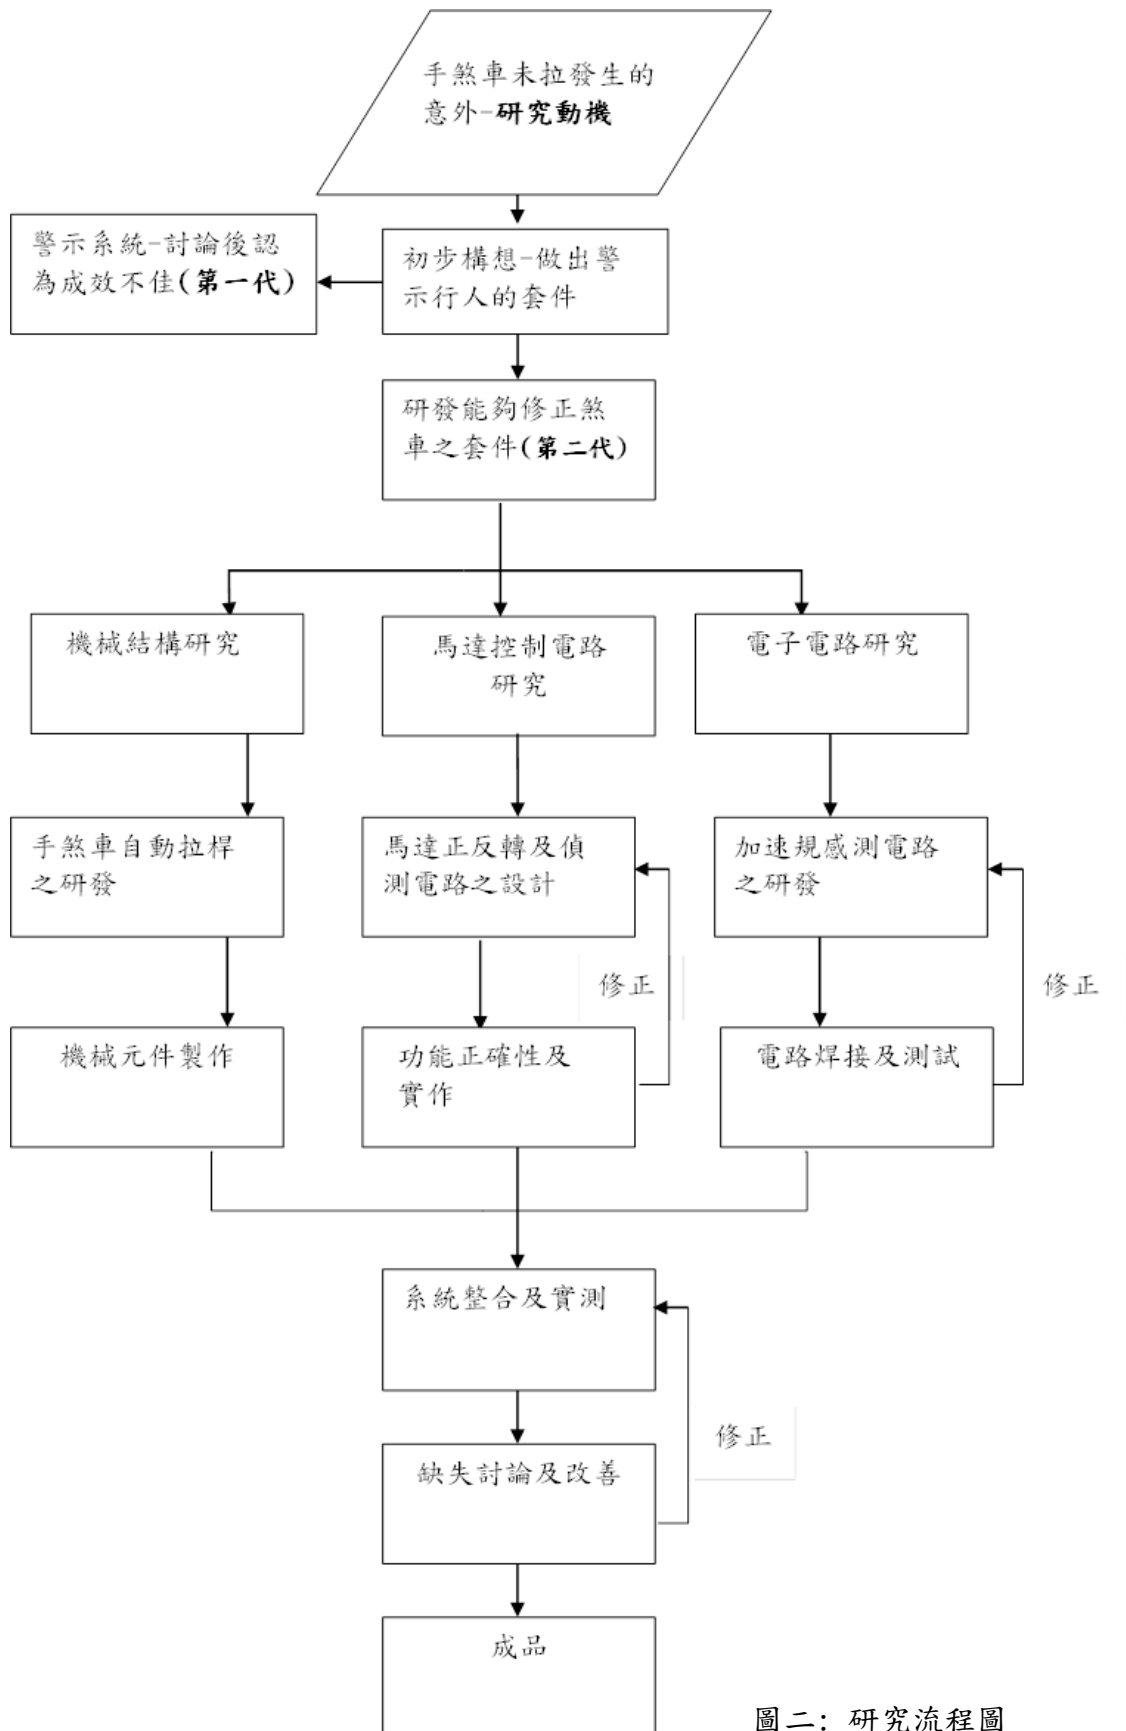 手煞車未拉發生的
意外-研究動機
警示系統-討論後認
為成效不佳(第一代)
初步構想-做出警
示行人的套件
研發能夠修正煞
車之套件(第二代)
機械結構研究
馬達控制電路
研究
電子電路研究
手煞車自動拉桿
之研發
馬達正反轉及偵
測電路之設計
加速規感測電路
之研發
修正
修正
機械元件製作
功能正確性及
實作
電路焊接及測試
系統整合及實測
修正
缺失討論及改善
成品
圖二: 研究流程圖